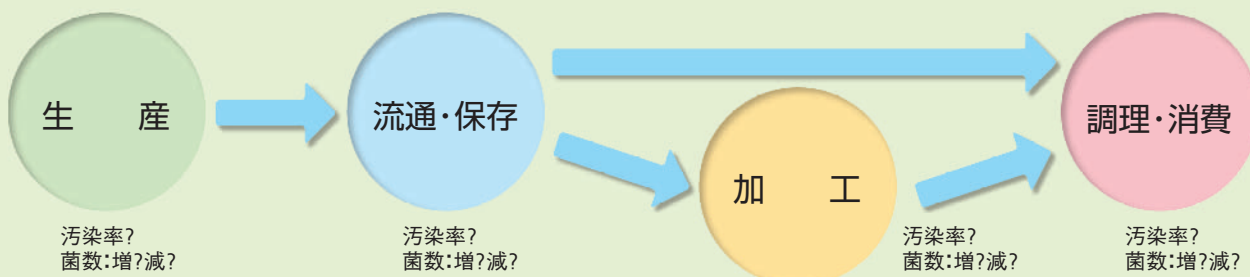 生　産
流通・保存
加　工
調理・消費
汚染率?
菌数:増?減?
汚染率?
菌数:増?減?
汚染率?
菌数:増?減?
汚染率?
菌数:増?減?